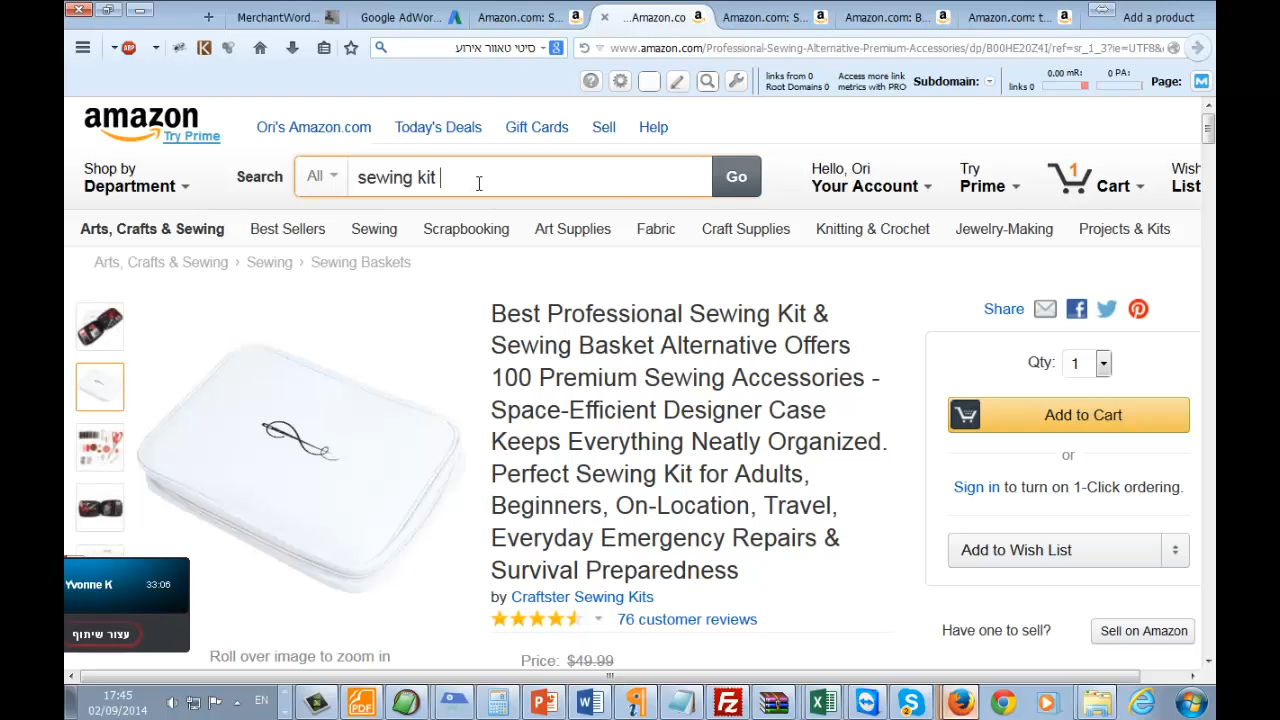 MerchantWord...
Google AdWor...
Amazon.com: S...
...Amazon.co
Amazon.com: S...
Amazon.com: B...
Amazon.com: t...
Add a product
ABP
K
סיטי טאוור אירוע
8
www.amazon.com/Professional-Sewing-Alternative-Premium-Accessories/dp/B00HE20Z4I/ref=sr_1_3?ie=UTF8&
links from 0
Root Domains 0
Access more link
metrics with PRO
Subdomain:
links 0
0.00 mR:
0 PA:
Page:
M
amazon
Try Prime
Ori's Amazon.com
Today's Deals
Gift Cards
Sell
Help
Shop by
Department
Search
All
sewing kit
Go
Hello, Ori
Your Account
Try
Prime
1
Cart
Wish
List
Arts, Crafts & Sewing
Best Sellers
Sewing
Scrapbooking
Art Supplies
Fabric
Craft Supplies
Knitting & Crochet
Jewelry-Making
Projects & Kits
Arts, Crafts & Sewing › Sewing › Sewing Baskets
Best Professional Sewing Kit &
Sewing Basket Alternative Offers
100 Premium Sewing Accessories -
Space-Efficient Designer Case
Keeps Everything Neatly Organized.
Perfect Sewing Kit for Adults,
Beginners, On-Location, Travel,
Everyday Emergency Repairs &
Survival Preparedness
by Craftster Sewing Kits
76 customer reviews
Price: $49.99
Roll over image to zoom in
Share
Qty: 1
Add to Cart
or
Sign in to turn on 1-Click ordering.
Add to Wish List
Have one to sell?
Sell on Amazon
Yvonne K
33:06
עצור שיתוף
17:45
02/09/2014
EN
PDF